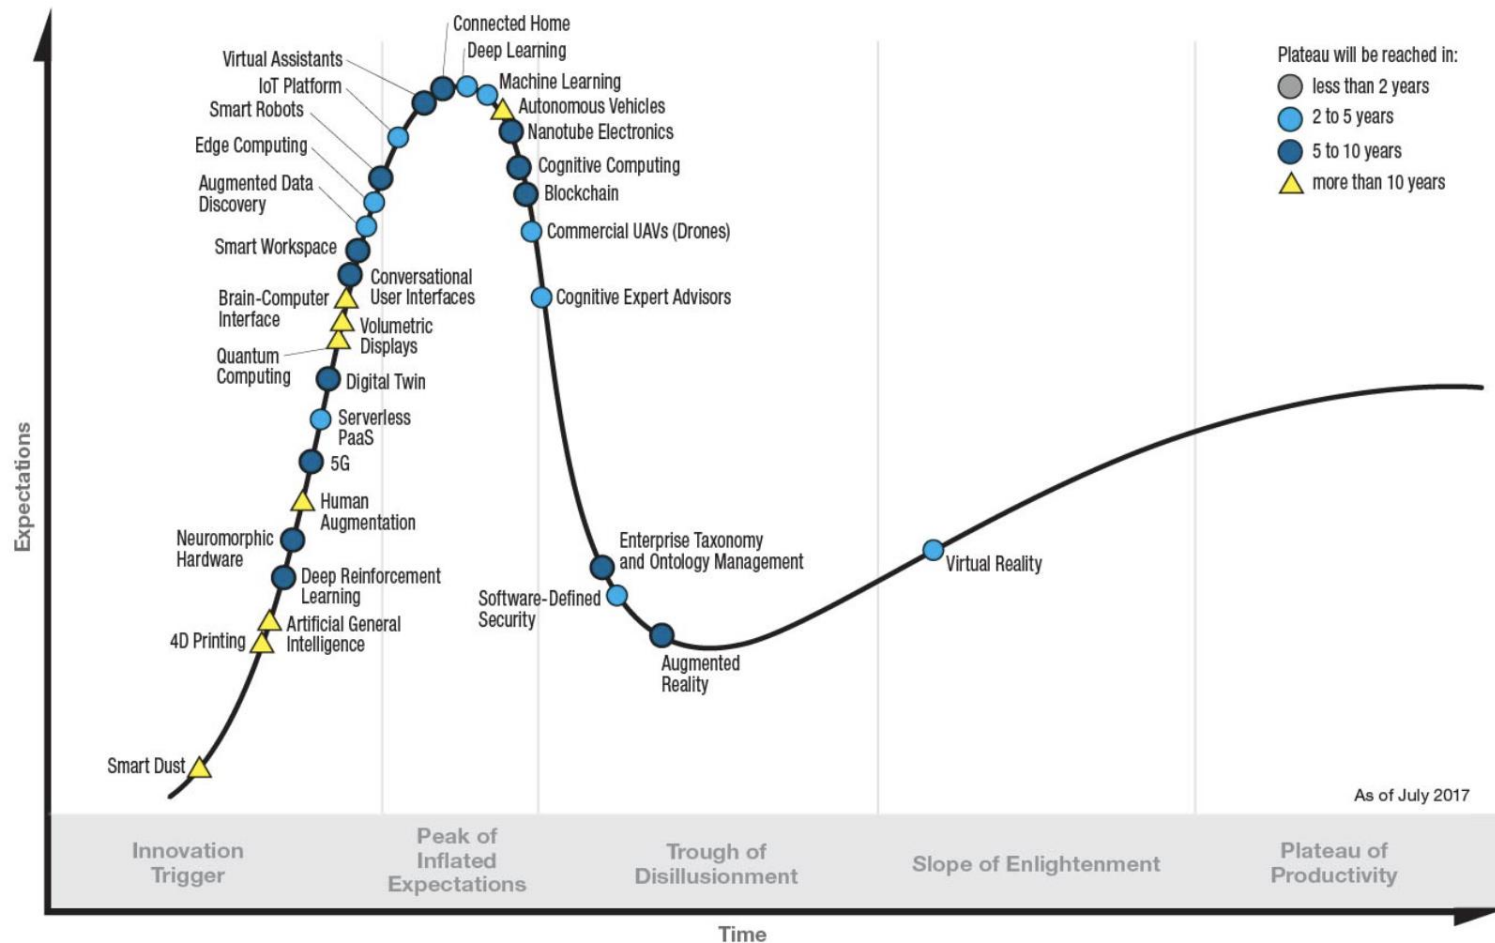 Connected Home
Deep Learning
Virtual Assistants
IoT Platform
Machine Learning
Smart Robots
Autonomous Vehicles
Nanotube Electronics
Edge Computing
Cognitive Computing
Augmented Data
Discovery
Blockchain
Commercial UAVs (Drones)
Smart Workspace
Conversational
User Interfaces
Brain-Computer
Interface
Cognitive Expert Advisors
Volumetric
Displays
Quantum
Computing
Digital Twin
Serverless
PaaS
5G
Human
Augmentation
Neuromorphic
Hardware
Deep Reinforcement
Learning
Artificial General
Intelligence
4D Printing
Smart Dust
Enterprise Taxonomy
and Ontology Management
Software-Defined
Security
Augmented
Reality
Virtual Reality
Plateau will be reached in:
less than 2 years
2 to 5 years
5 to 10 years
more than 10 years
As of July 2017
Expectations
Innovation
Trigger
Peak of
Inflated
Expectations
Trough of
Disillusionment
Slope of Enlightenment
Plateau of
Productivity
Time